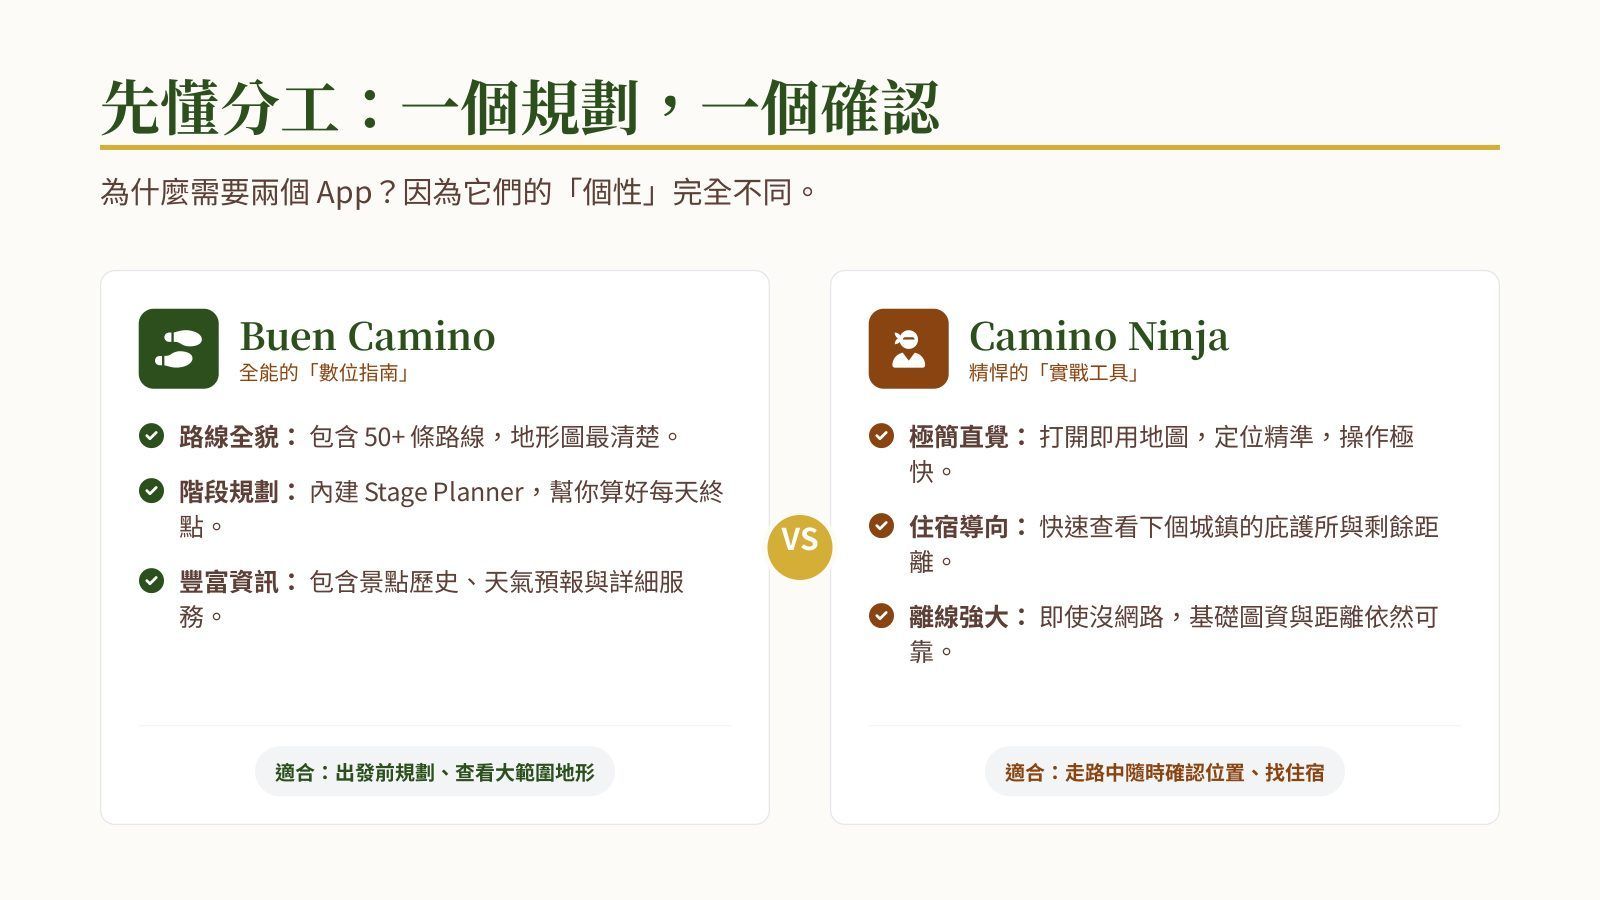 先懂分工：一個規劃，一個確認
為什麼需要兩個 App？因為它們的「個性」完全不同。
Buen Camino
全能的「數位指南」
路線全貌： 包含 50+ 條路線，地形圖最清楚。
階段規劃： 內建 Stage Planner，幫你算好每天終
點。
豐富資訊： 包含景點歷史、天氣預報與詳細服
務。
適合：出發前規劃、查看大範圍地形
VS
Camino Ninja
精悍的「實戰工具」
極簡直覺： 打開即用地圖，定位精準，操作極
快。
住宿導向： 快速查看下個城鎮的庇護所與剩餘距
離。
離線強大： 即使沒網路，基礎圖資與距離依然可
靠。
適合：走路中隨時確認位置、找住宿